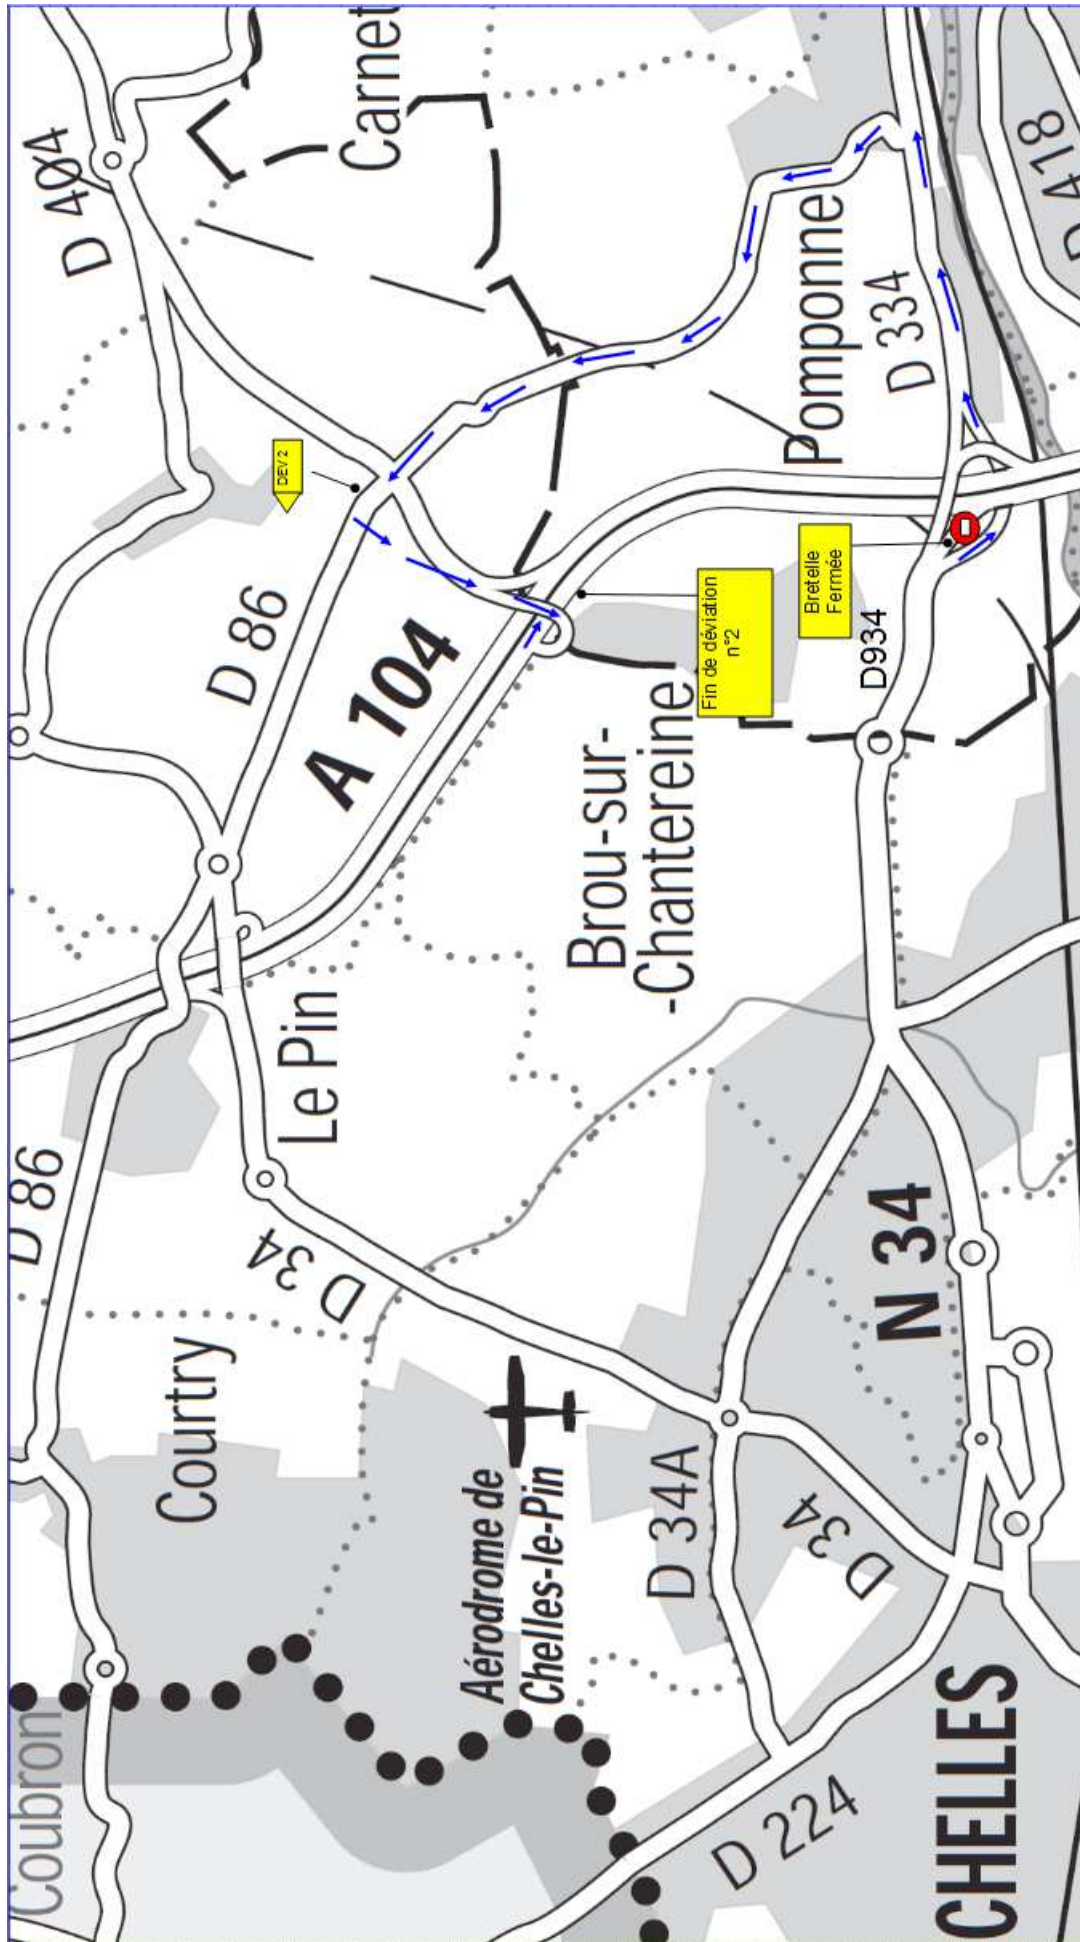 Coubron
D 86
D 404
Courtry
D 86
DEV 2
D 34
Le Pin
A 104
Carnet
Aérodrome de
Chelles-le-Pin
Brou-sur-
-Chantereine
D 34A
Fin de déviation
n°2
D 224
Pomponne
Bretelle
Fermée
D 34
D934
N 34
D 334
CHELLES
D 418